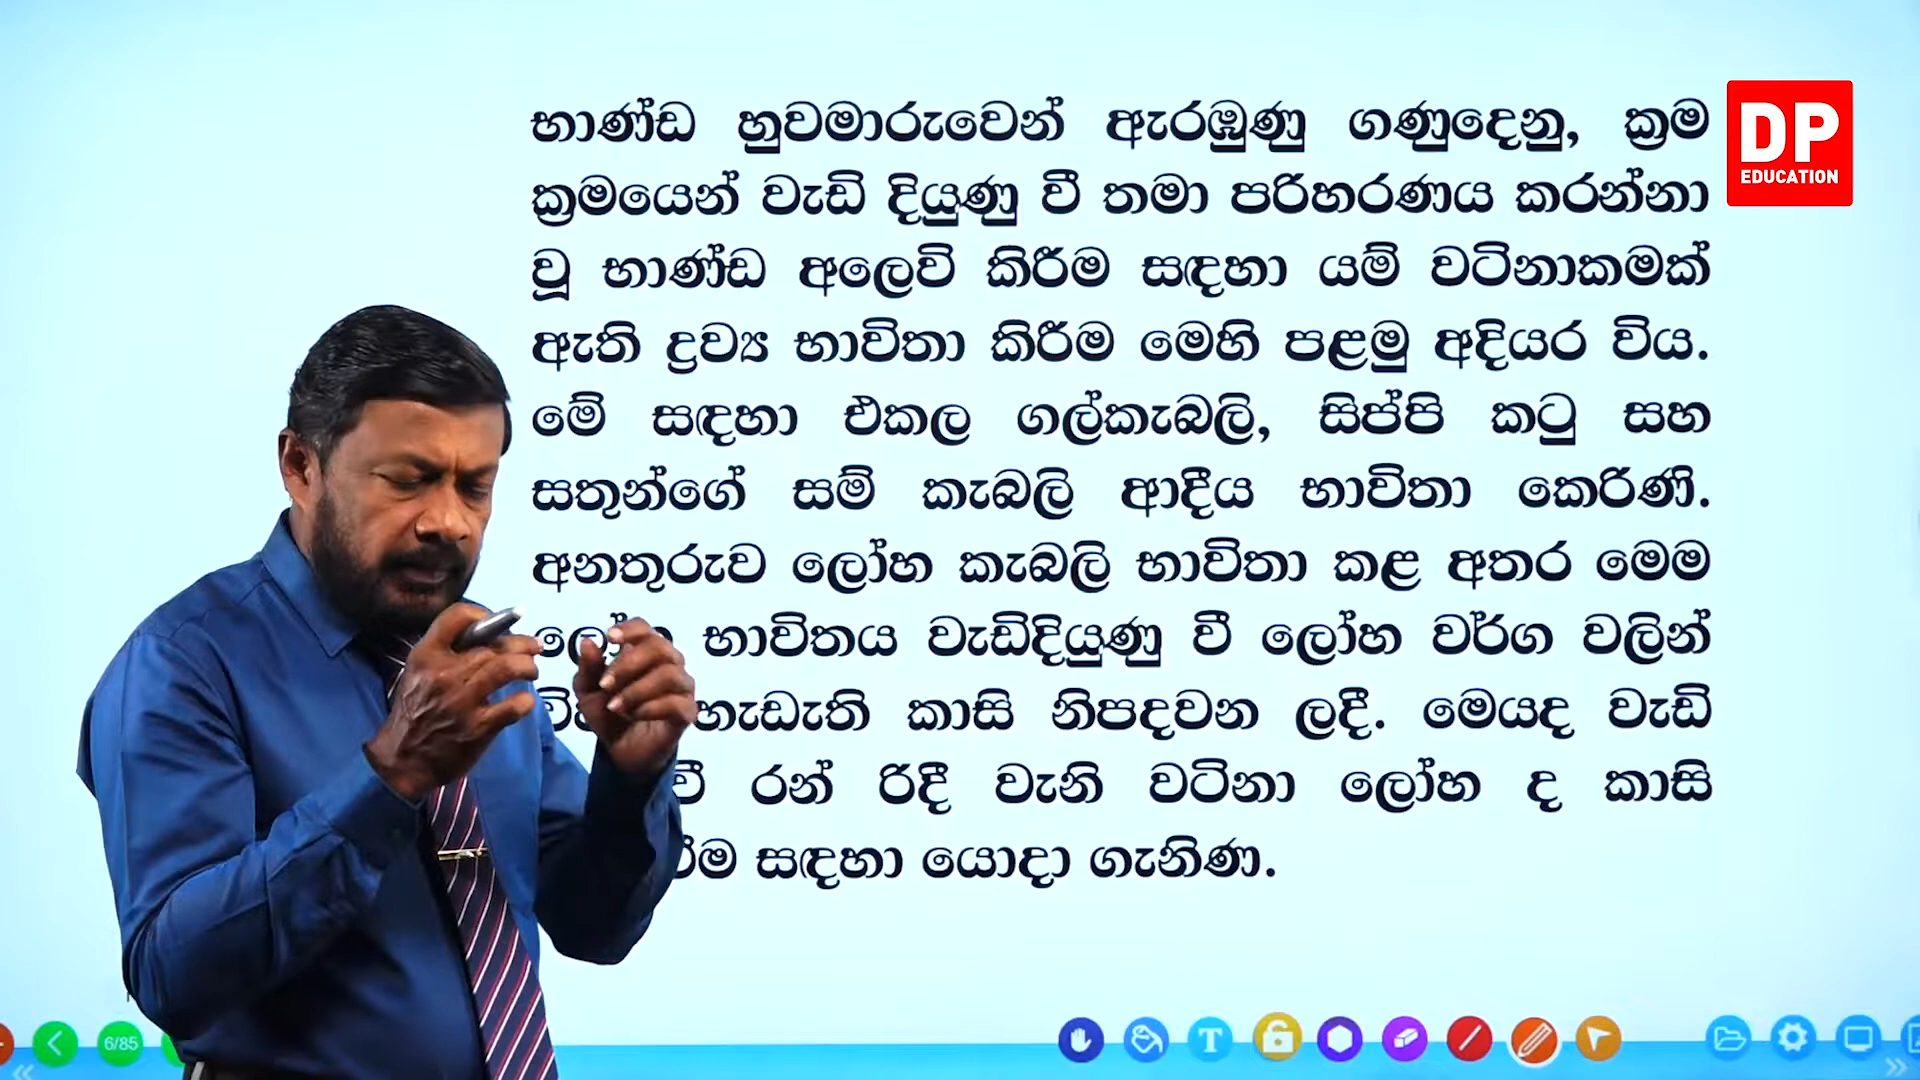 DP
EDUCATION
භාණ්ඩ හුවමාරුවෙන් ඇරඹුණු ගණුදෙනු, ක්‍රම
ක්‍රමයෙන් වැඩි දියුණු වී තමා පරිහරණය කරන්නා
වූ භාණ්ඩ අලෙවි කිරීම සඳහා යම් වටිනාකමක්
ඇති ද්‍රව්‍ය භාවිතා කිරීම මෙහි පළමු අදියර විය.
මේ සඳහා එකල ගල්කැබලි, සිප්පි කටු සහ
සතුන්ගේ සම් කැබලි ආදීය භාවිතා කෙරිණි.
අනතුරුව ලෝහ කැබලි භාවිතා කළ අතර මෙම
භාවිතය වැඩිදියුණු වී ලෝහ වර්ග වලින්
හැඩැති කාසි නිපදවන ලදී. මෙයද වැඩි
රන් රිදී වැනි වටිනා ලෝහ ද කාසි
සඳහා යොදා ගැනිණ.
6/85
T